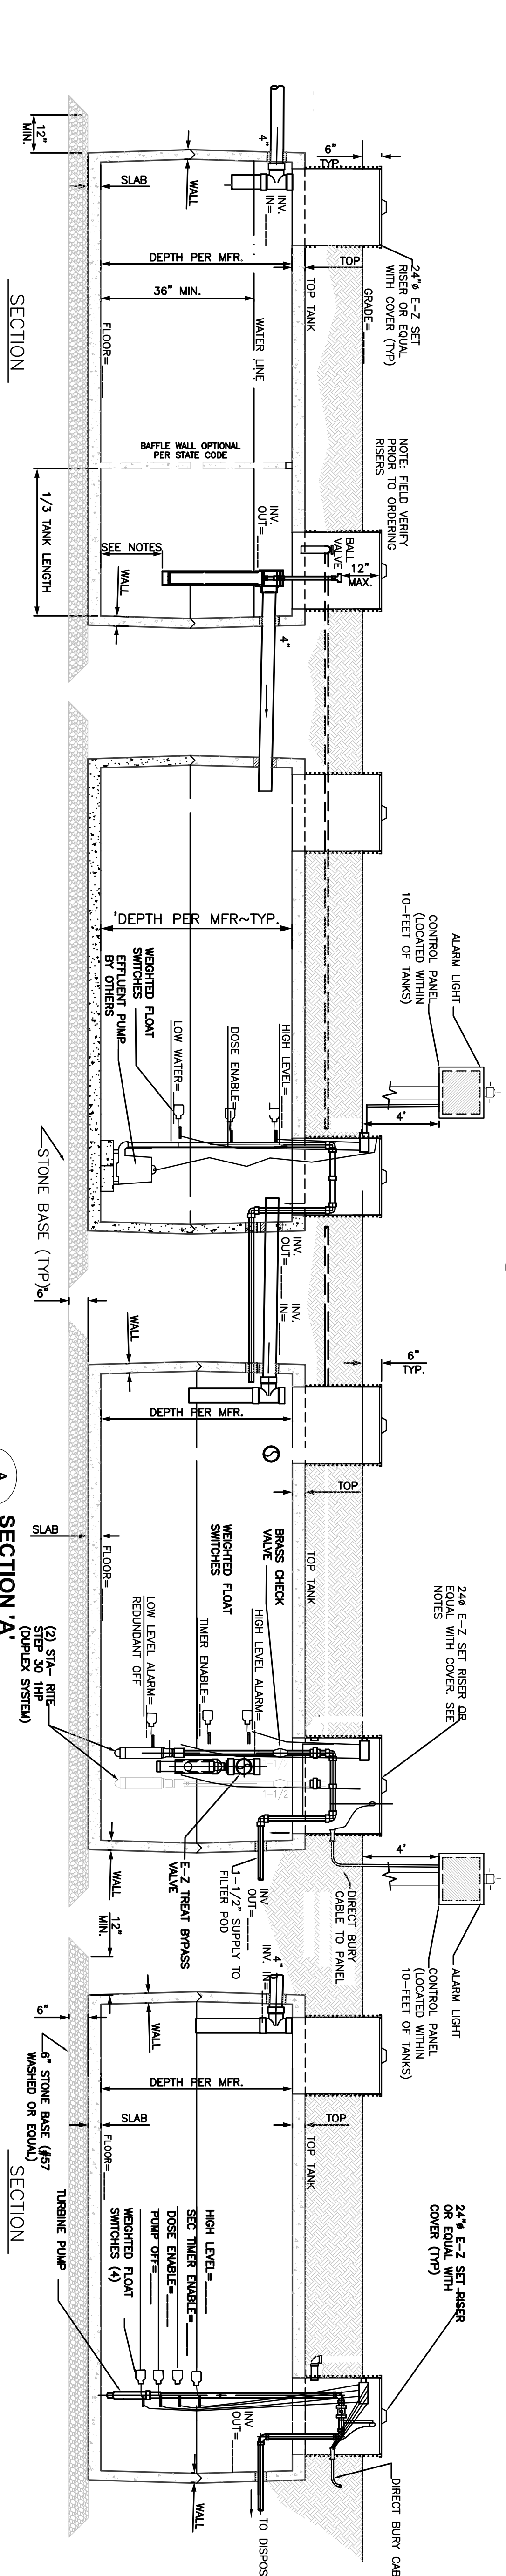 12"
MIN.
SECTION
SLAB
WALL
4"
INV.
IN=
6"
TYP.
24"ø E-Z SET
RISER OR EQUAL
WITH COVER (TYP)
GRADE=
TOP
TOP TANK
DEPTH PER MFR.
36" MIN.
WATER LINE
FLOOR=
BAFFLE WALL OPTIONAL
PER STATE CODE
1/3 TANK LENGTH
SEE NOTES
NOTE: FIELD VERIFY
PRIOR TO ORDERING
RISERS
INV.
OUT=
BALL
VALVE
12"
MAX.
WALL
4"
'DEPTH PER MFR~TYP.
ALARM LIGHT
CONTROL PANEL
(LOCATED WITHIN
10-FEET OF TANKS)
4'
WEIGHTED FLOAT
SWITCHES
EFFLUENT PUMP
BY OTHERS
LOW WATER=
DOSE ENABLE=
HIGH LEVEL=
STONE BASE (TYP)
6"
INV.
OUT=
INV.
IN=
WALL
6"
TYP.
DEPTH PER MFR.
TOP
TOP TANK
SLAB
FLOOR=
A
SECTION 'A'
BRASS CHECK
VALVE
WEIGHTED FLOAT
SWITCHES
24ø E-Z SET RISER OR
EQUAL WITH COVER. SEE
NOTES
HIGH LEVEL ALARM=
TIMER ENABLE=
LOW LEVEL ALARM=
REDUNDANT OFF
(2) STA- RITE
STEP 30 1HP
(DUPLEX SYSTEM)
1-1/2
E-Z TREAT BYPASS
VALVE
1-1/2" SUPPLY TO
FILTER POD
INV
OUT=
DIRECT BURY
CABLE TO PANEL
4'
ALARM LIGHT
CONTROL PANEL
(LOCATED WITHIN
10-FEET OF TANKS)
WALL
12"
MIN.
INV.
IN=
4"
WALL
6"
6" STONE BASE (#57
WASHED OR EQUAL)
SECTION
DEPTH PER MFR.
SLAB
TOP
TOP TANK
FLOOR=
TURBINE PUMP
HIGH LEVEL=
SEC TIMER ENABLE=
DOSE ENABLE=
PUMP OFF=
WEIGHTED FLOAT
SWITCHES (4)
24"ø E-Z SET RISER
OR EQUAL WITH
COVER (TYP)
INV
OUT=
WALL
DIRECT BURY CAB
TO DISPOS